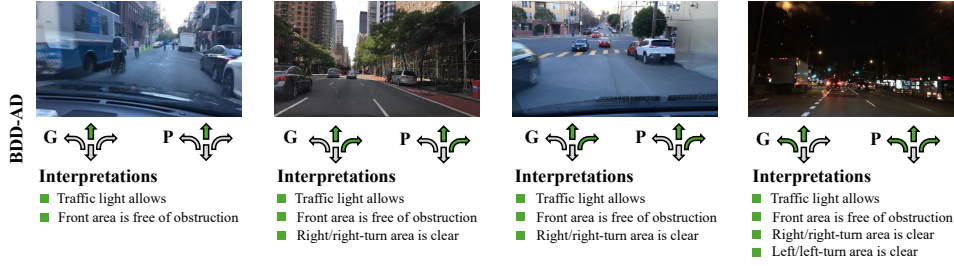 BDD-AD
G P
Interpretations
Traffic light allows
Front area is free of obstruction
G P
Interpretations
Traffic light allows
Front area is free of obstruction
Right/right-turn area is clear
G P
Interpretations
Traffic light allows
Front area is free of obstruction
Right/right-turn area is clear
G P
Interpretations
Traffic light allows
Front area is free of obstruction
Right/right-turn area is clear
Left/left-turn area is clear